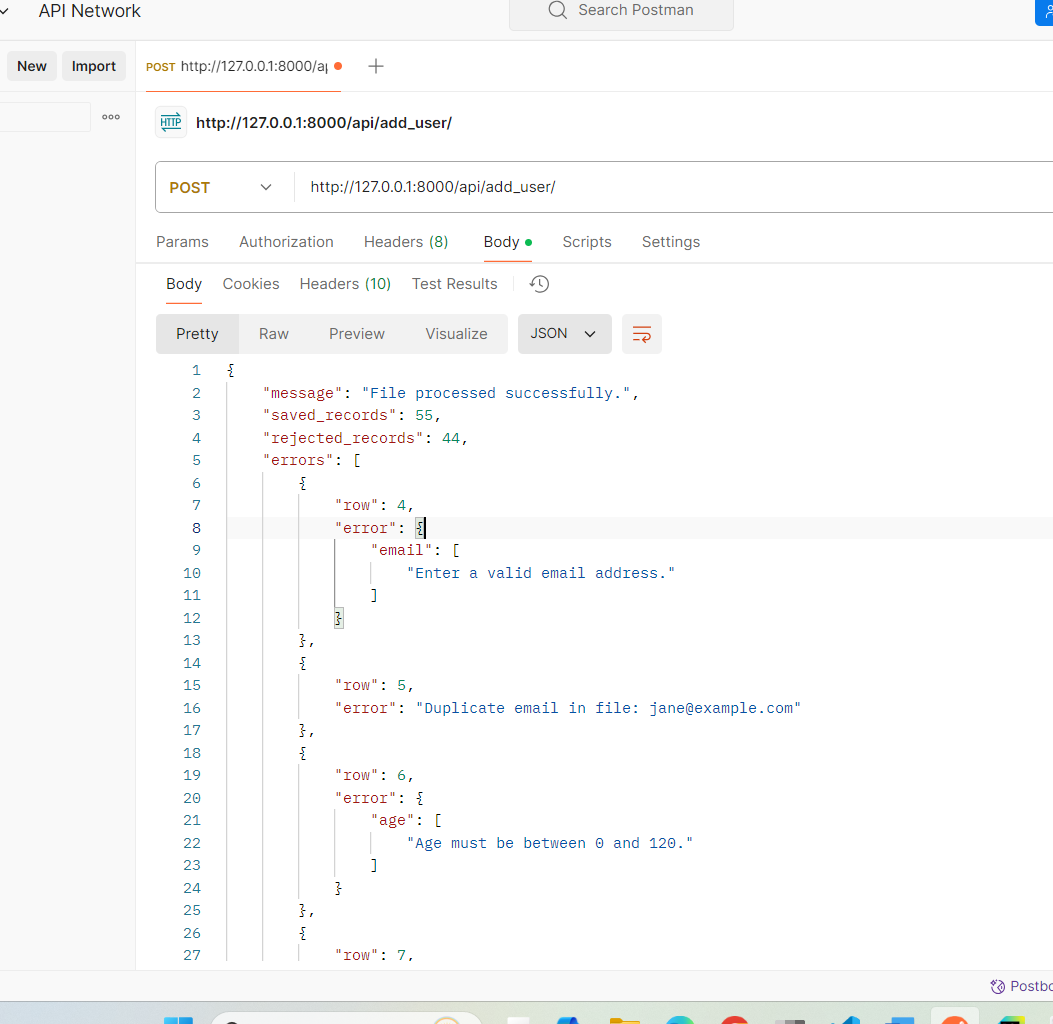 API Network
Search Postman
New
Import
POST http://127.0.0.1:8000/ap
HTTP
http://127.0.0.1:8000/api/add_user/
POST
http://127.0.0.1:8000/api/add_user/
Params Authorization Headers (8) Body Scripts Settings
Body Cookies Headers (10) Test Results
Pretty Raw Preview Visualize JSON
1 {
2 "message": "File processed successfully.",
3 "saved_records": 55,
4 "rejected_records": 44,
5 "errors": [
6 {
7 "row": 4,
8 "error": {
9 "email": [
10 "Enter a valid email address."
11 ]
12 }
13 },
14 {
15 "row": 5,
16 "error": "Duplicate email in file: jane@example.com"
17 },
18 {
19 "row": 6,
20 "error": {
21 "age": [
22 "Age must be between 0 and 120."
23 ]
24 }
25 },
26 {
27 "row": 7,
Postbo